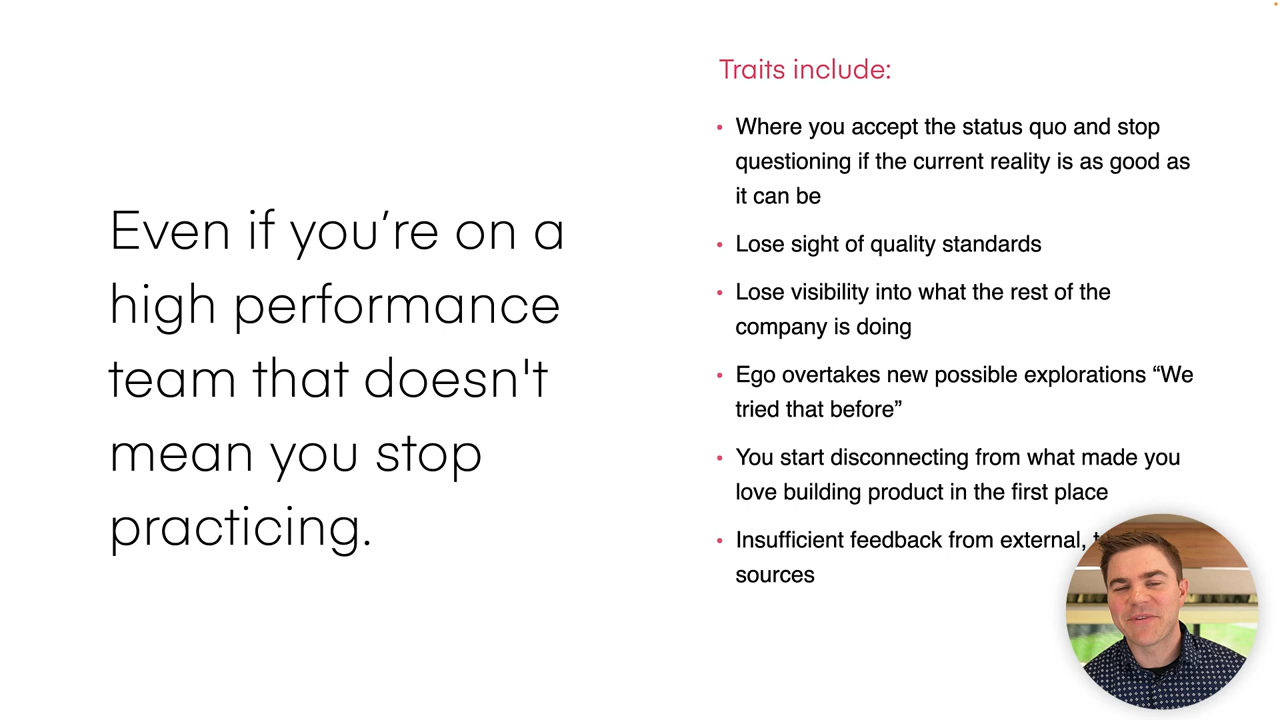 Even if you’re on a
high performance
team that doesn't
mean you stop
practicing.
Traits include:
• Where you accept the status quo and stop
questioning if the current reality is as good as
it can be
• Lose sight of quality standards
• Lose visibility into what the rest of the
company is doing
• Ego overtakes new possible explorations “We
tried that before”
• You start disconnecting from what made you
love building product in the first place
• Insufficient feedback from external,
sources